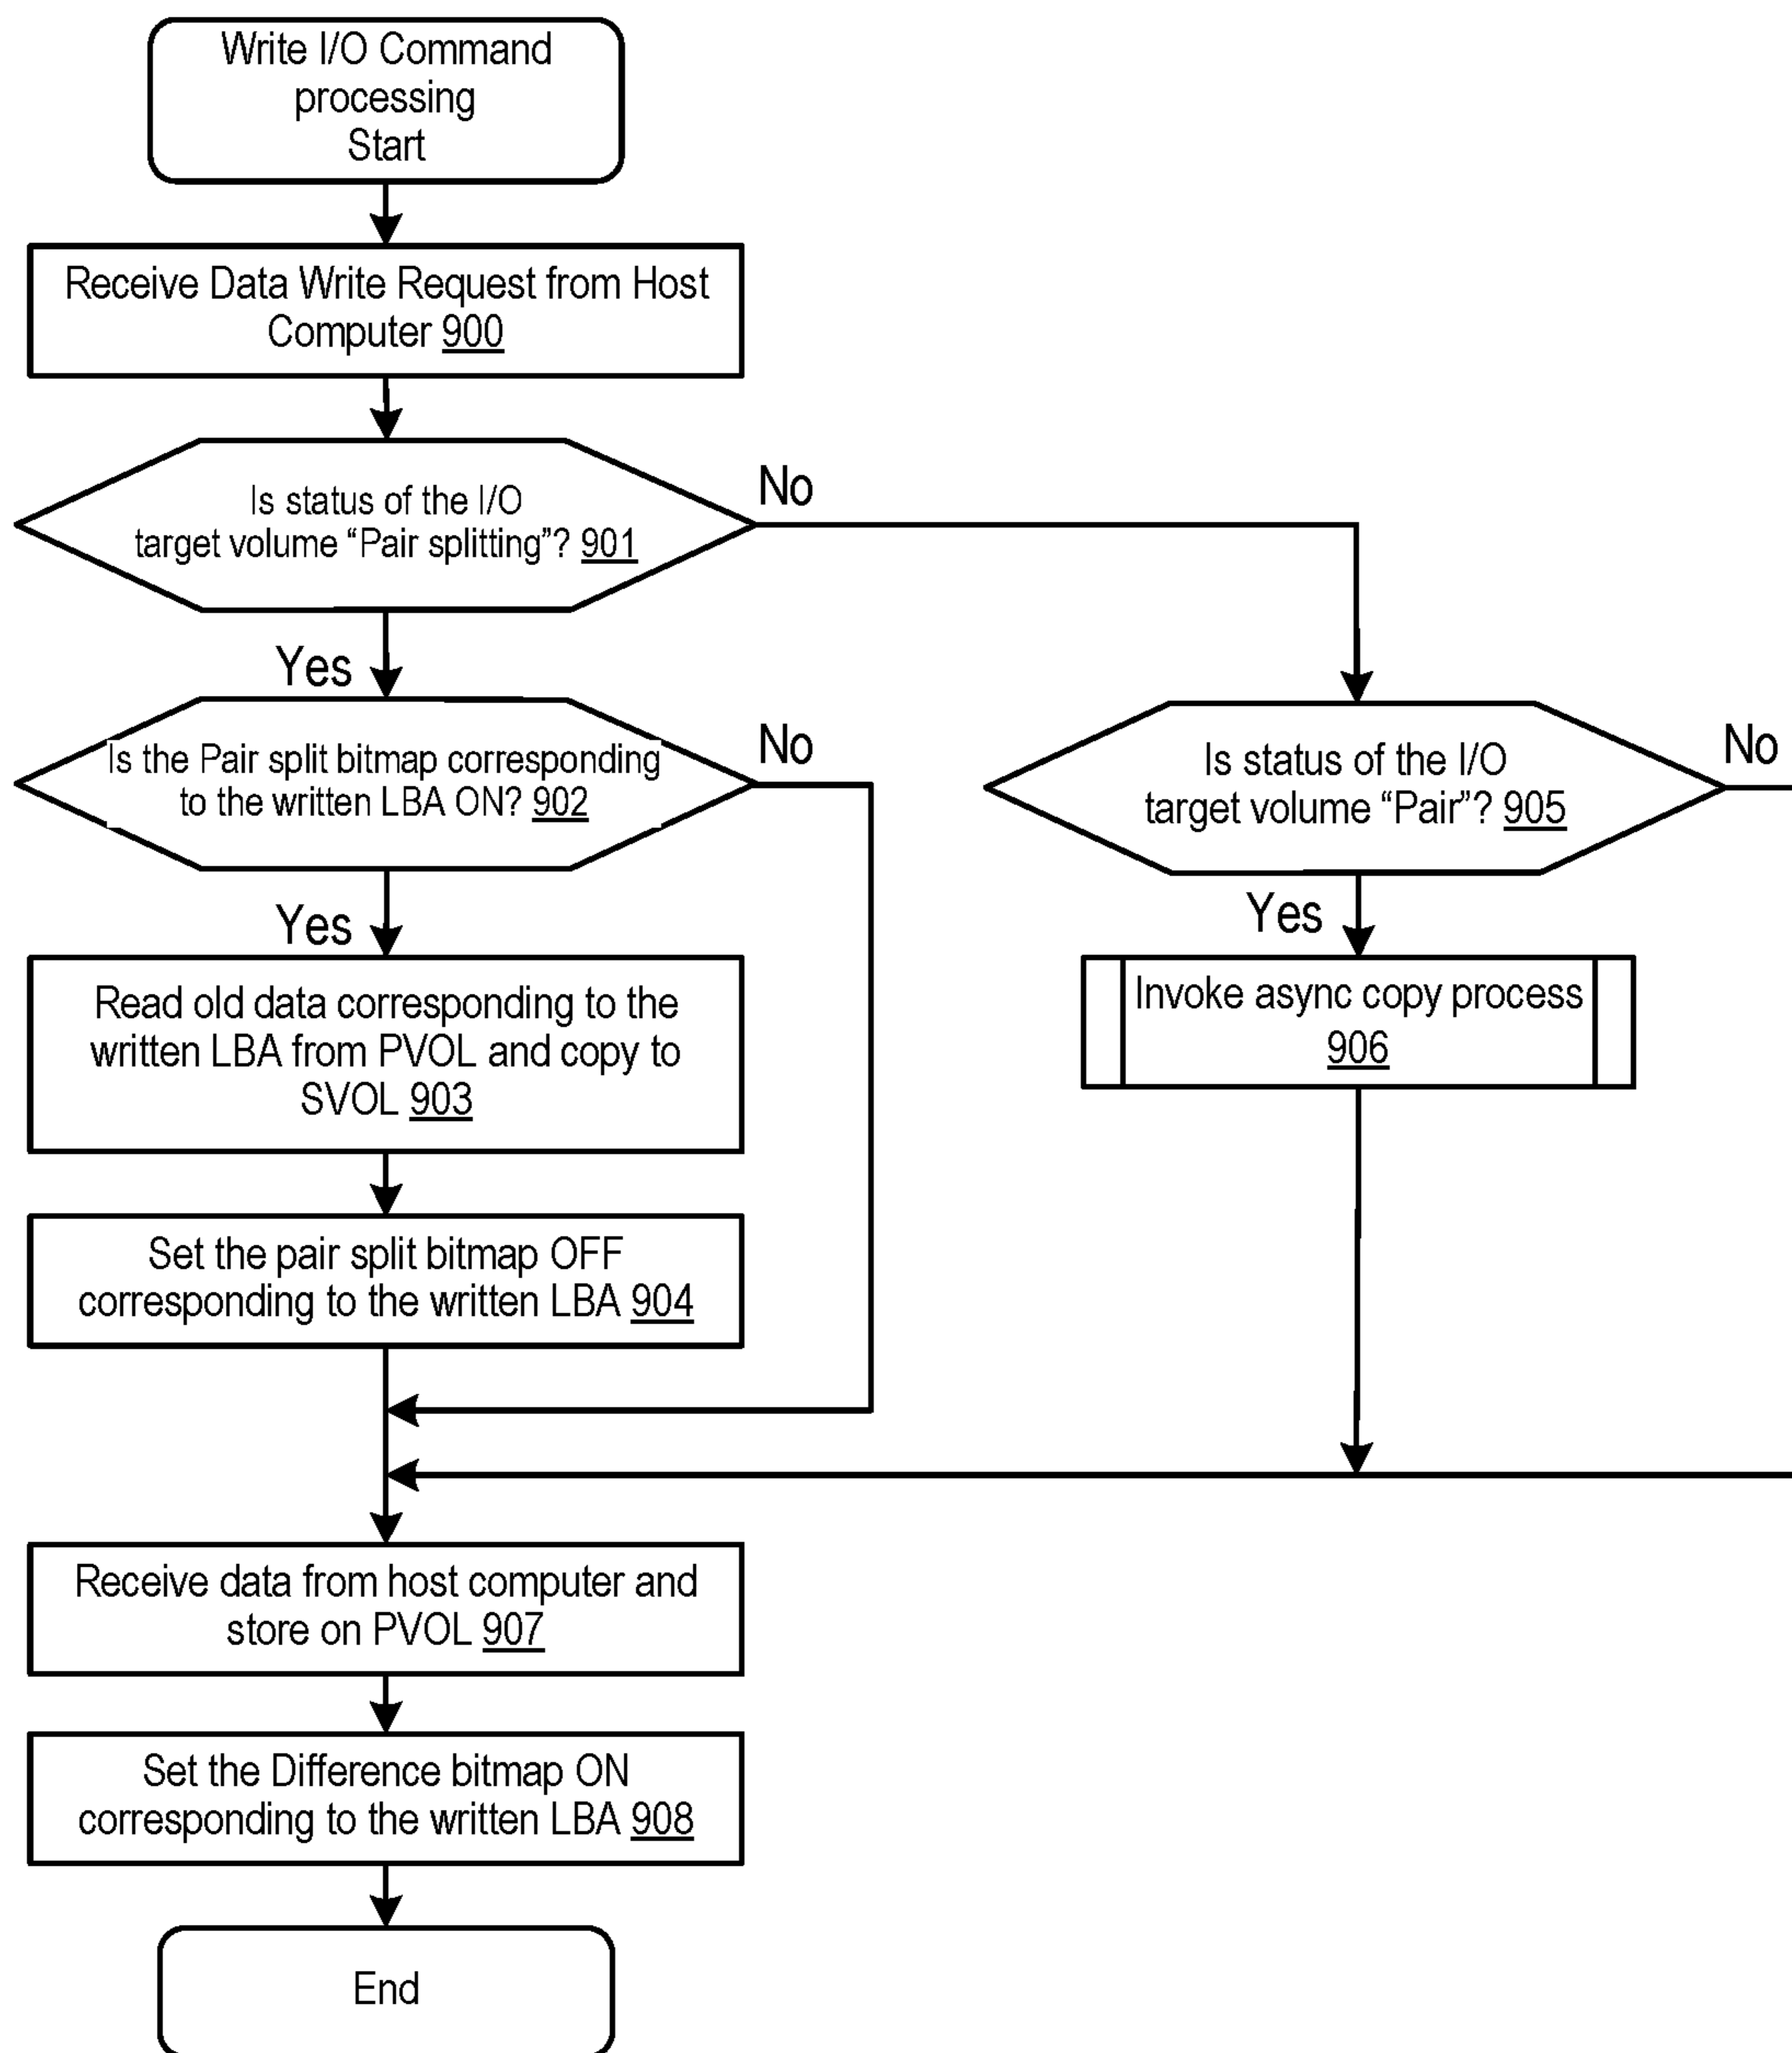 Write I/O Command
processing
Start
Receive Data Write Request from Host
Computer 900
Is status of the I/O
target volume “Pair splitting”? 901
No
Yes
Is the Pair split bitmap corresponding
to the written LBA ON? 902
No
Is status of the I/O
target volume “Pair”? 905
No
Yes
Yes
Read old data corresponding to the
written LBA from PVOL and copy to
SVOL 903
Invoke async copy process
906
Set the pair split bitmap OFF
corresponding to the written LBA 904
Receive data from host computer and
store on PVOL 907
Set the Difference bitmap ON
corresponding to the written LBA 908
End